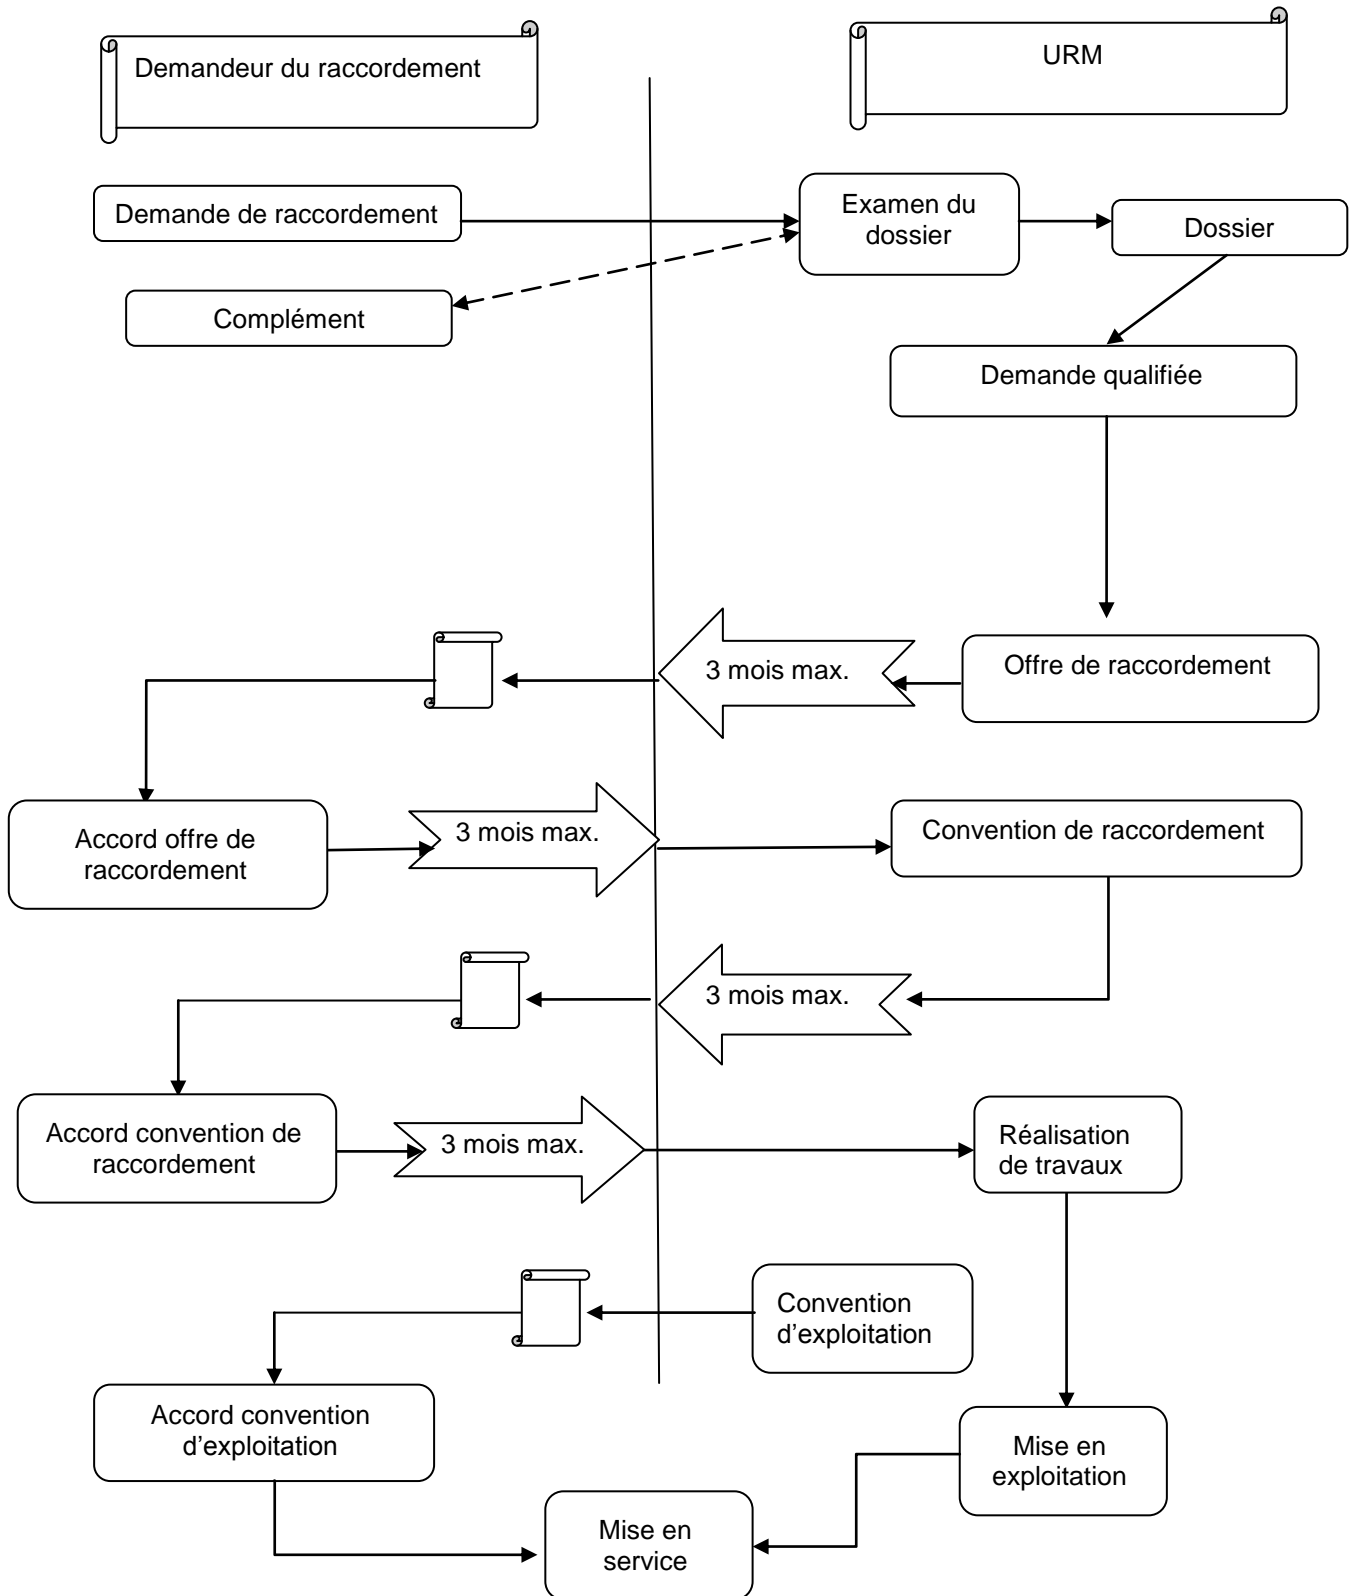 Demandeur du raccordement
URM
Demande de raccordement
Examen du
dossier
Dossier
Complément
Demande qualifiée
3 mois max.
Offre de raccordement
Accord offre de
raccordement
3 mois max.
Convention de raccordement
3 mois max.
Accord convention de
raccordement
3 mois max.
Réalisation
de travaux
Convention
d’exploitation
Accord convention
d’exploitation
Mise en
exploitation
Mise en
service